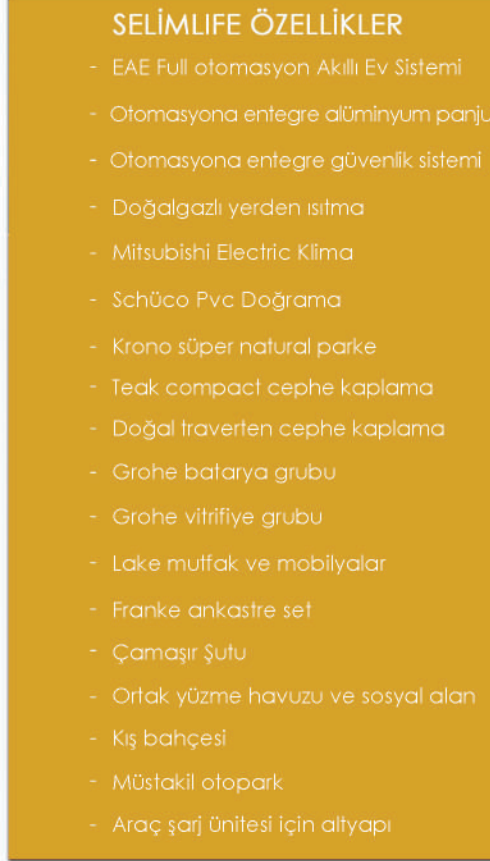 SELİMLIFE ÖZELLİKLER
- EAE Full otomasyon Akıllı Ev Sistemi
- Otomasyona entegre alüminyum panju
- Otomasyona entegre güvenlik sistemi
- Doğalgazlı yerden ısıtma
- Mitsubishi Electric Klima
- Schüco Pvc Doğrama
- Krono süper natural parke
- Teak compact cephe kaplama
- Doğal traverten cephe kaplama
- Grohe batarya grubu
- Grohe vitrifiye grubu
- Lake mutfak ve mobilyalar
- Franke ankastre set
- Çamaşır Şutu
- Ortak yüzme havuzu ve sosyal alan
- Kış bahçesi
- Müstakil otopark
- Araç şarj ünitesi için altyapı